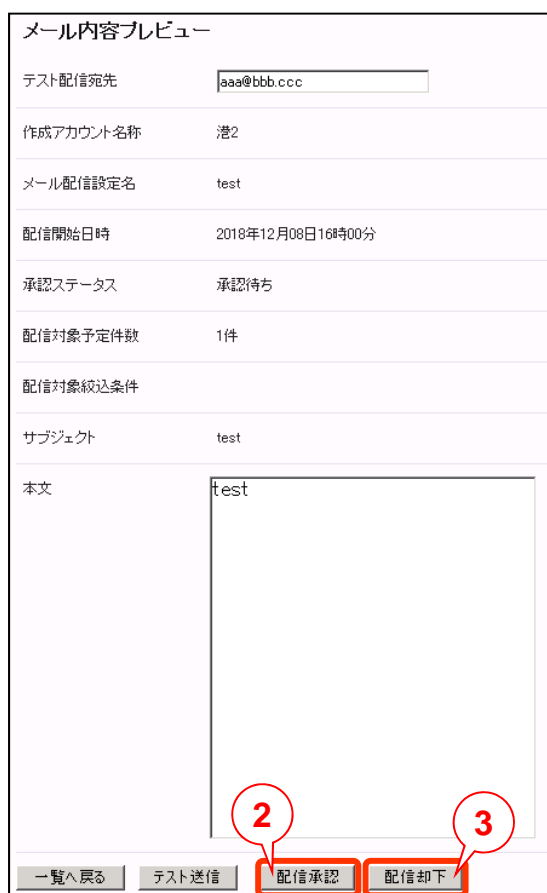 メール内容プレビュー
テスト配信宛先 aaa@bbb.ccc
作成アカウント名称 港2
メール配信設定名 test
配信開始日時 2018年12月08日16時00分
承認ステータス 承認待ち
配信対象予定件数 1件
配信対象絞込条件
サブジェクト test
本文 test
2 3
一覧へ戻る テスト送信 配信承認 配信却下